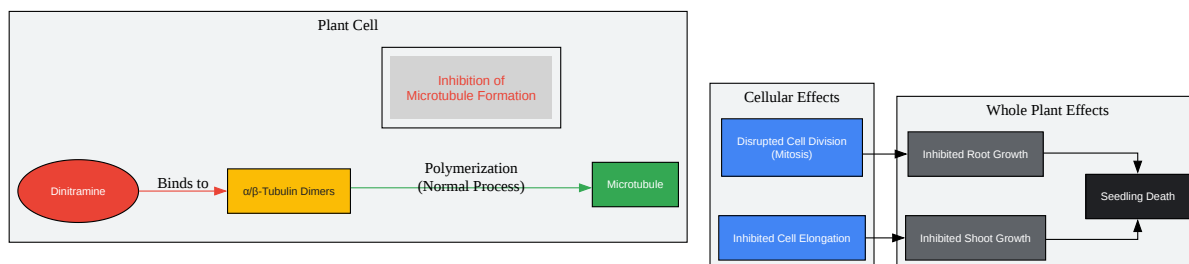 Plant Cell
Inhibition of
Microtubule Formation
Dinitramine
Binds to
α/β-Tubulin Dimers
Polymerization
(Normal Process)
Microtubule
Cellular Effects
Disrupted Cell Division
(Mitosis)
Inhibited Cell Elongation
Whole Plant Effects
Inhibited Root Growth
Inhibited Shoot Growth
Seedling Death